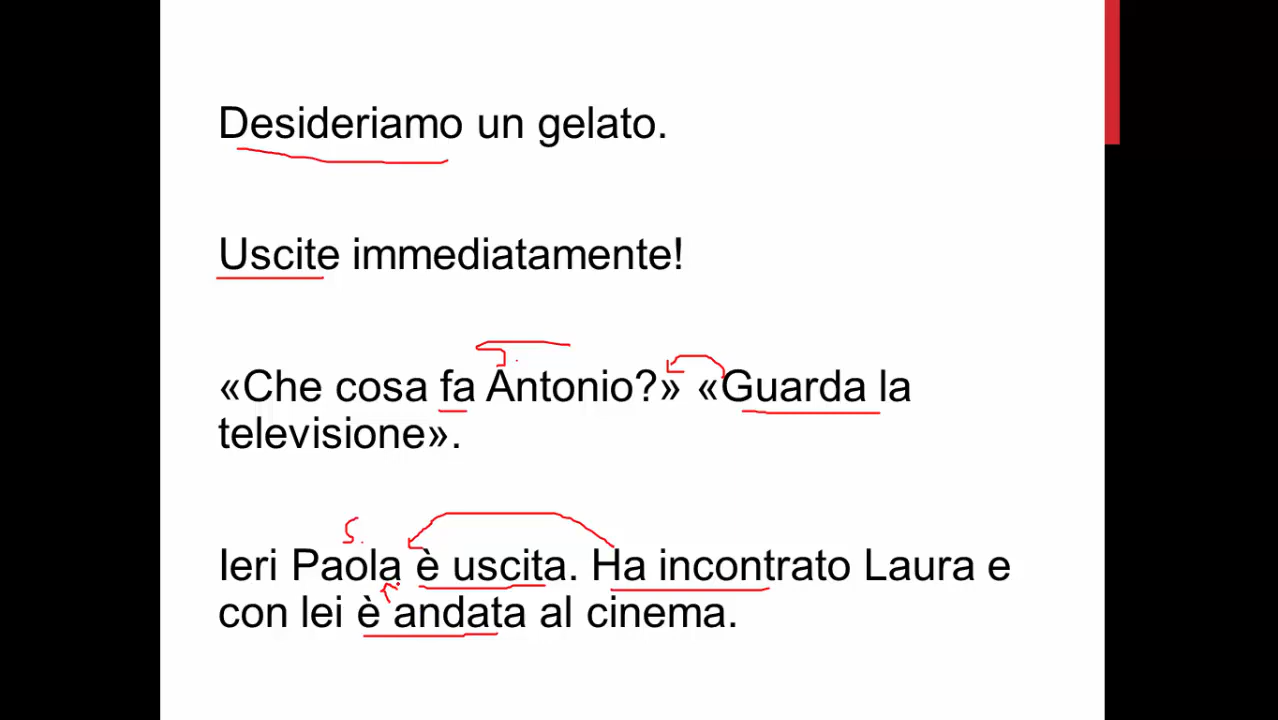 Desideriamo un gelato.
Uscite immediatamente!
«Che cosa fa Antonio?» «Guarda la
televisione».
S.
Ieri Paola è uscita. Ha incontrato Laura e
con lei è andata al cinema.